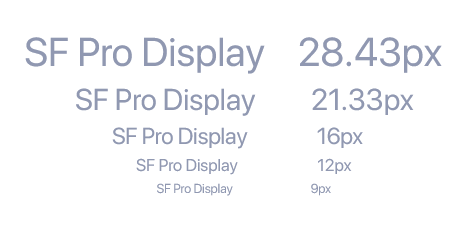 SF Pro Display 28.43px
SF Pro Display 21.33px
SF Pro Display 16px
SF Pro Display 12px
SF Pro Display 9px